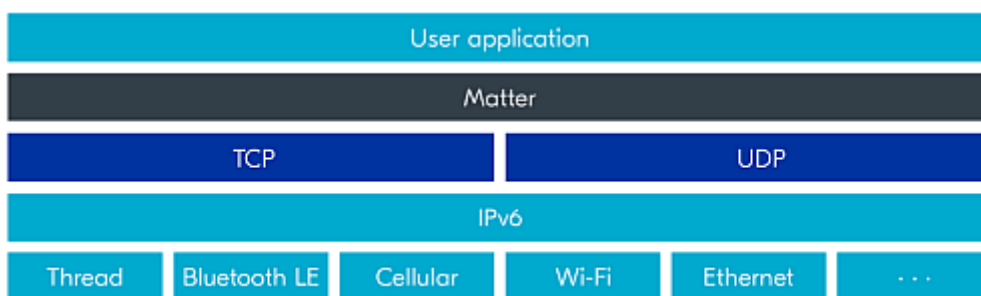 User application
Matter
TCP UDP
IPv6
Thread Bluetooth LE Cellular Wi-Fi Ethernet . . .